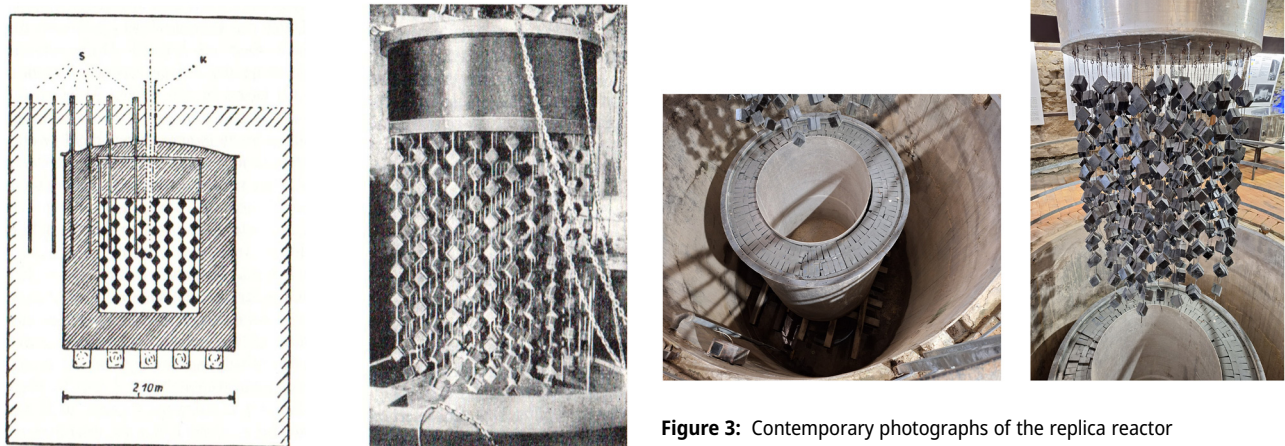 S
K
2,10m
Figure 3: Contemporary photographs of the replica reactor